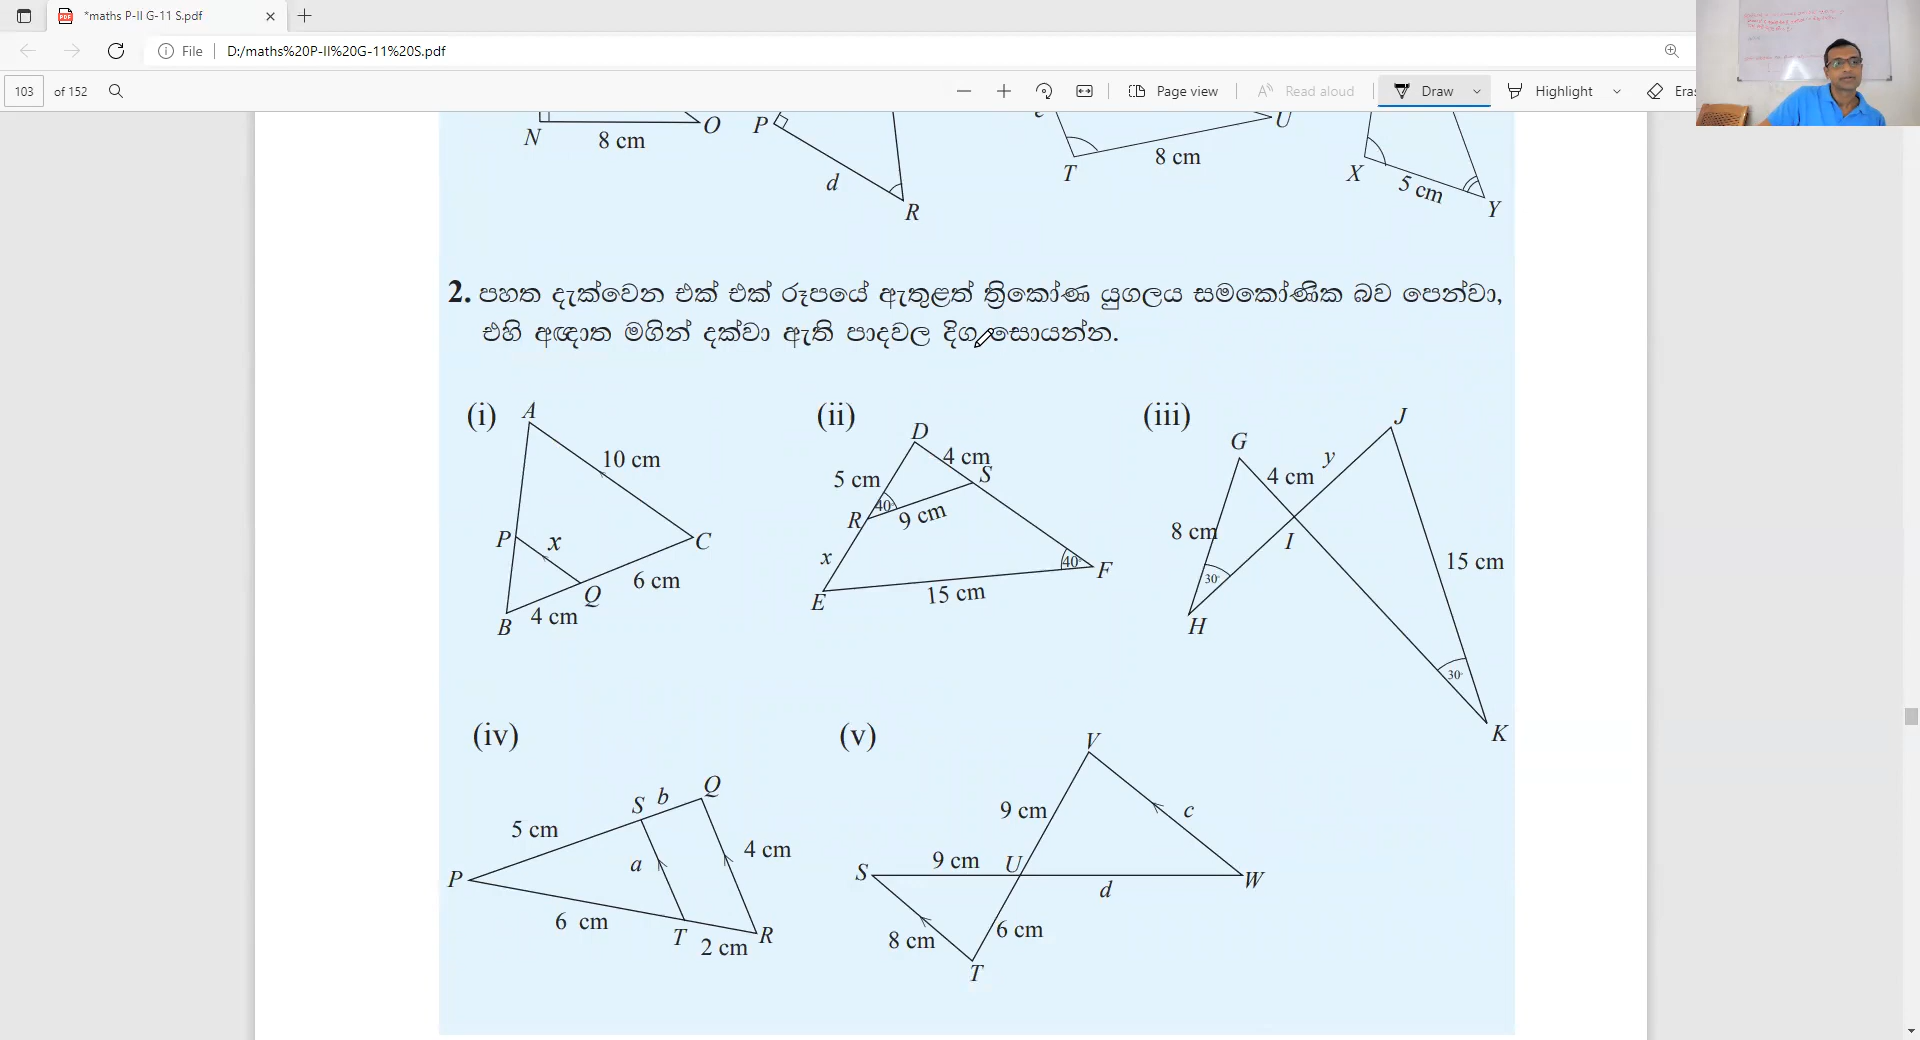 *maths P-II G-11 S.pdf
File
D:/maths%20P-II%20G-11%20S.pdf
103 of 152
Page view
Read aloud
Draw
Highlight
N 8 cm O P d R
T 8 cm U X 5 cm Y
2. පහත දැක්වෙන එක් එක් රූපයේ ඇතුළත් ත්‍රිකෝණ යුගලය සමකෝණික බව පෙන්වා,
එහි අඥාත මගින් දක්වා ඇති පාදවල දිග සොයන්න.
(i)
A
10 cm
P x C
Q 6 cm
B 4 cm
(ii)
D
4 cm
5 cm S
40°
R 9 cm
x
40° F
E 15 cm
(iii)
J
G y
4 cm
8 cm I
15 cm
30°
H
30°
K
(iv)
S b Q
5 cm
a 4 cm
P
6 cm T 2 cm R
(v)
V
9 cm c
S 9 cm U d W
8 cm 6 cm
T